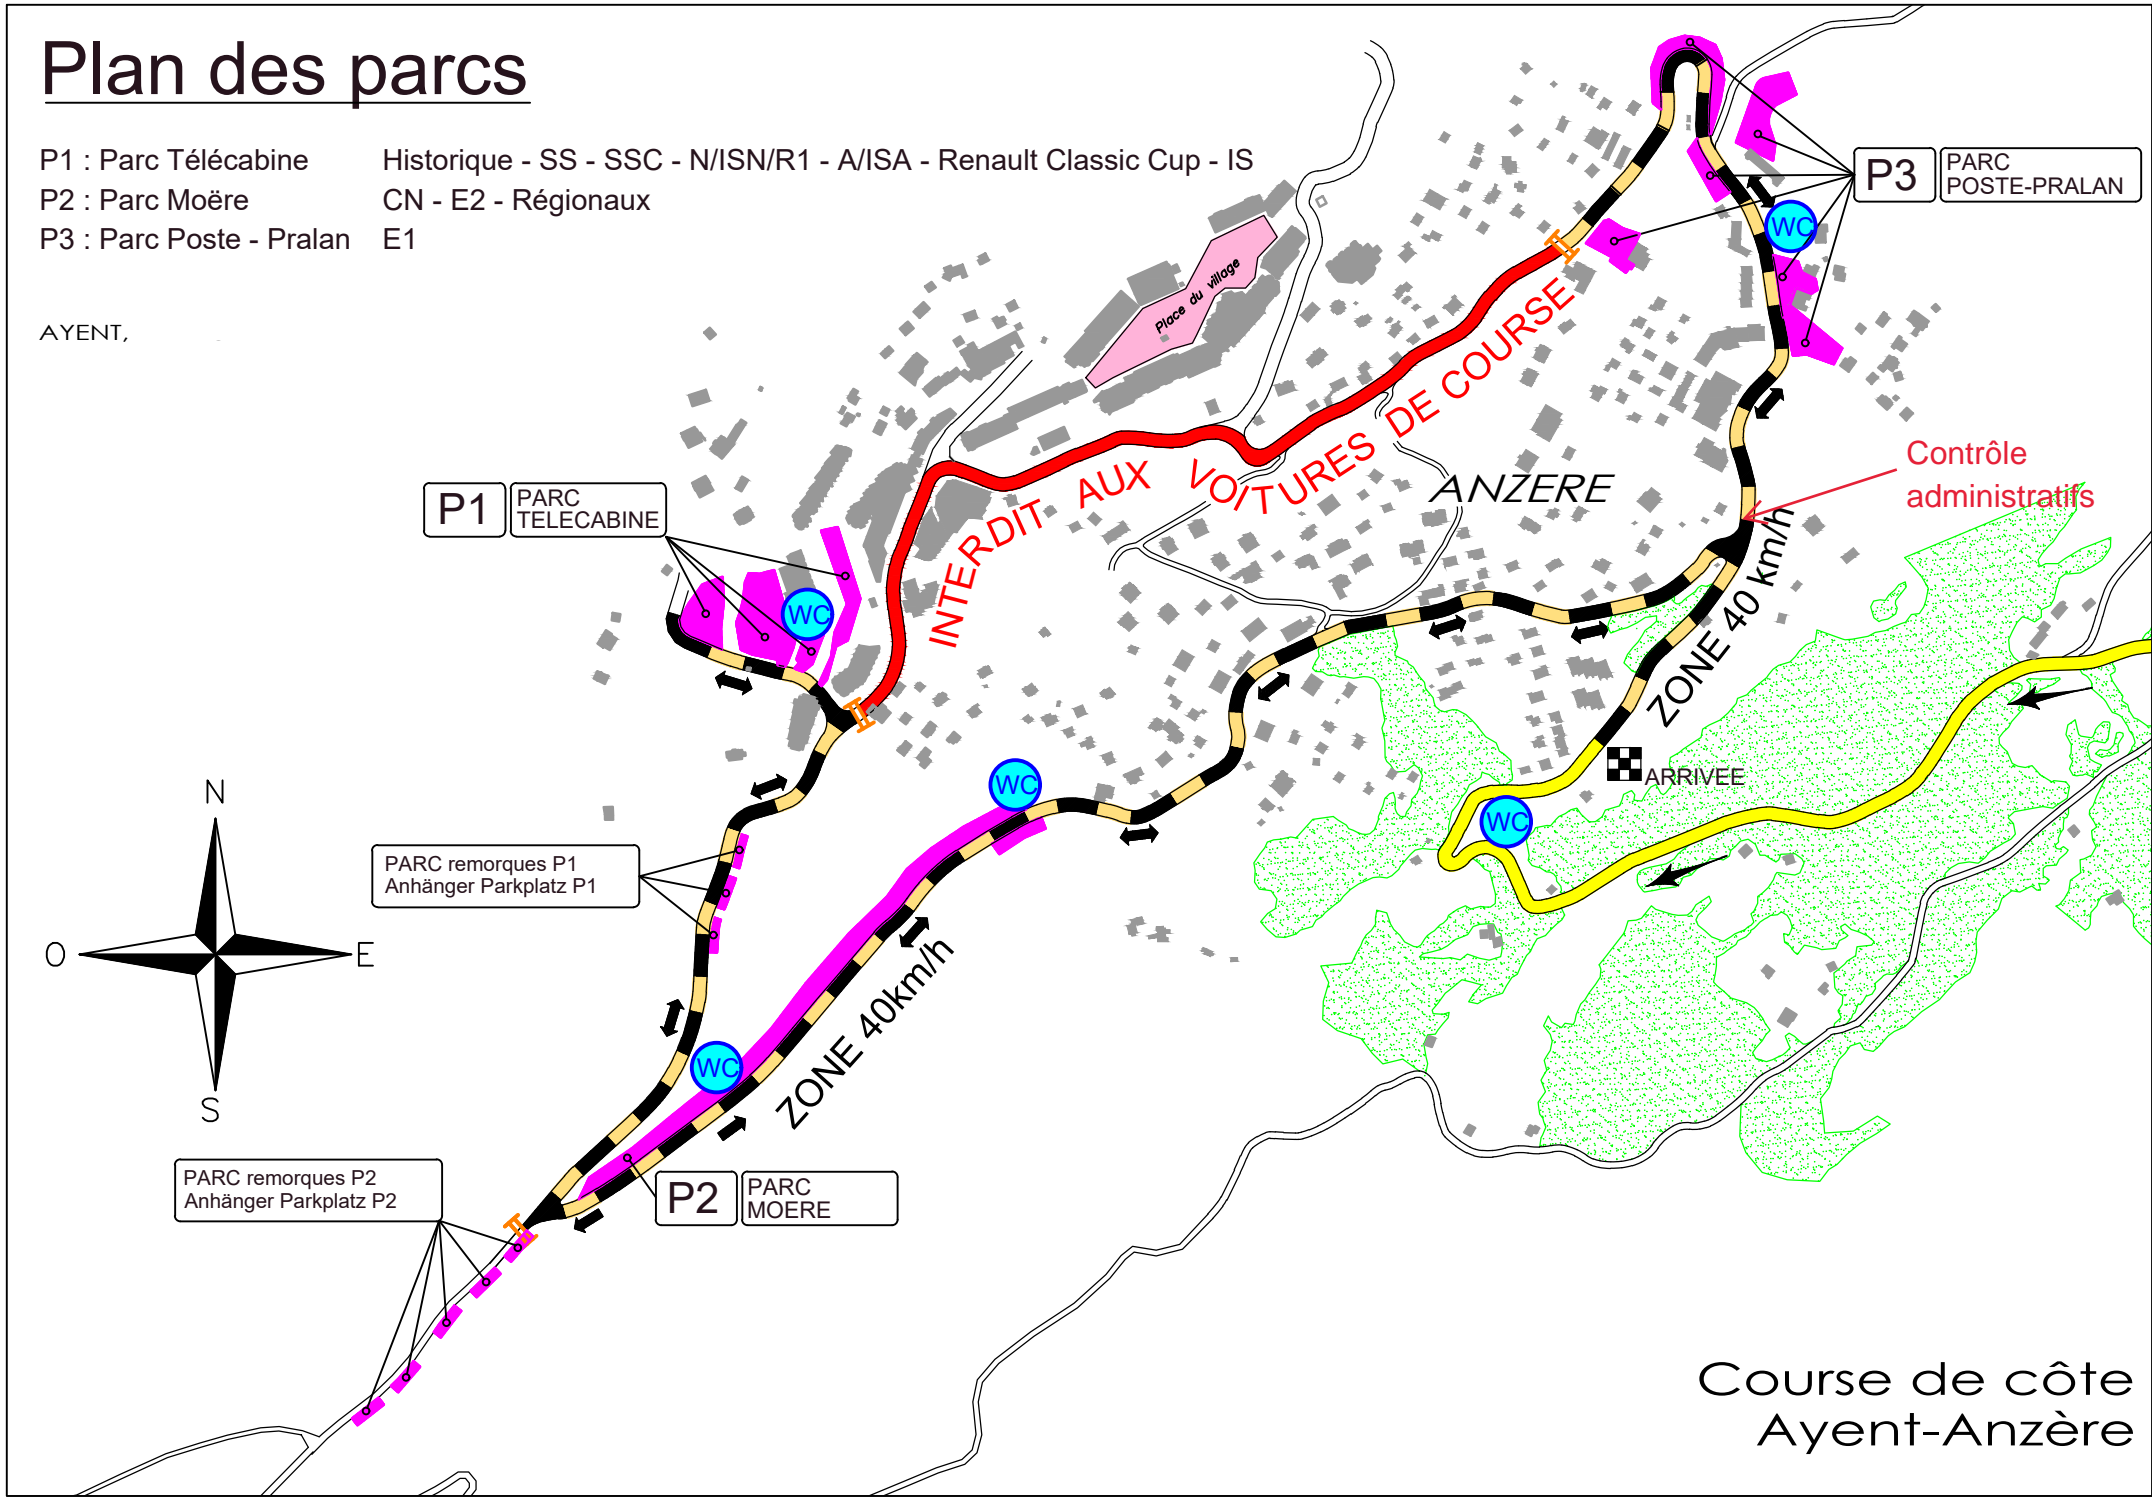 Plan des parcs
P1 : Parc Télécabine Historique - SS - SSC - N/ISN/R1 - A/ISA - Renault Classic Cup - IS
P2 : Parc Moëre CN - E2 - Régionaux
P3 : Parc Poste - Pralan E1
AYENT,
Place du village
P3
PARC
POSTE-PRALAN
WC
INTERDIT AUX VOITURES DE COURSE
Contrôle
administratifs
ANZERE
P1
PARC
TELECABINE
WC
ZONE 40 km/h
ARRIVEE
WC
WC
PARC remorques P1
Anhänger Parkplatz P1
N
O
E
S
ZONE 40km/h
WC
PARC remorques P2
Anhänger Parkplatz P2
P2
PARC
MOERE
Course de côte
Ayent-Anzère